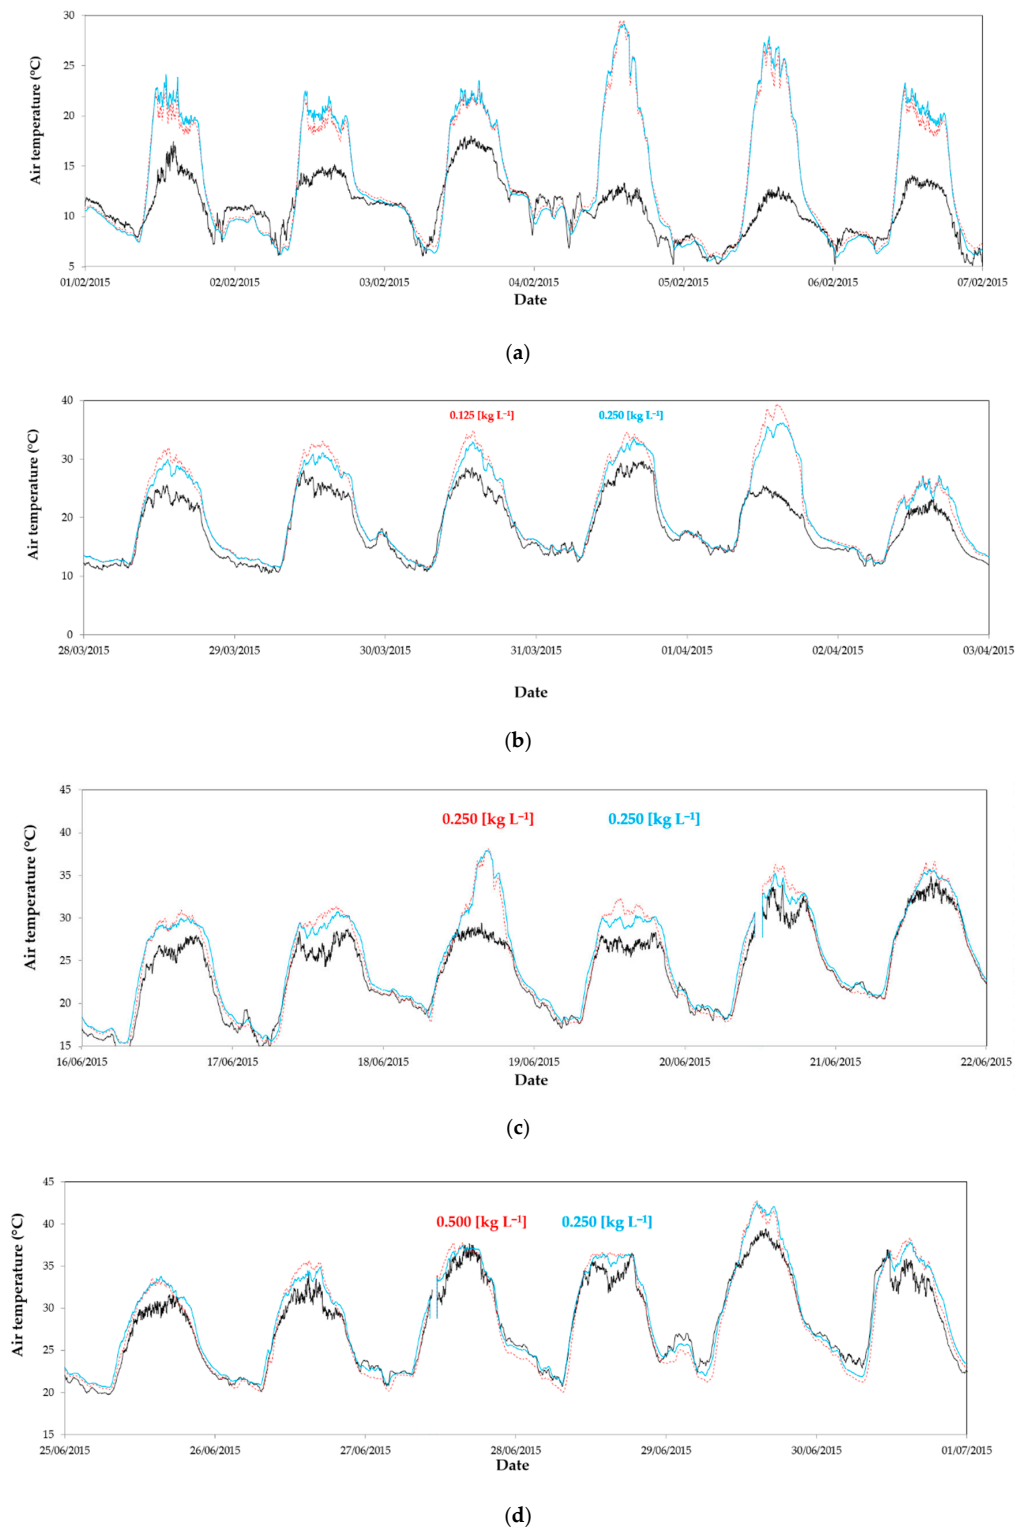 30
25
20
15
10
5
Air temperature (°C)
01/02/2015 02/02/2015 03/02/2015 04/02/2015 05/02/2015 06/02/2015 07/02/2015
Date
(a)
40
30
20
10
0
Air temperature (°C)
0.125 [kg L⁻¹] 0.250 [kg L⁻¹]
28/03/2015 29/03/2015 30/03/2015 31/03/2015 01/04/2015 02/04/2015 03/04/2015
Date
(b)
45
40
35
30
25
20
15
Air temperature (°C)
0.250 [kg L⁻¹] 0.250 [kg L⁻¹]
16/06/2015 17/06/2015 18/06/2015 19/06/2015 20/06/2015 21/06/2015 22/06/2015
Date
(c)
45
40
35
30
25
20
15
Air temperature (°C)
0.500 [kg L⁻¹] 0.250 [kg L⁻¹]
25/06/2015 26/06/2015 27/06/2015 28/06/2015 29/06/2015 30/06/2015 01/07/2015
Date
(d)